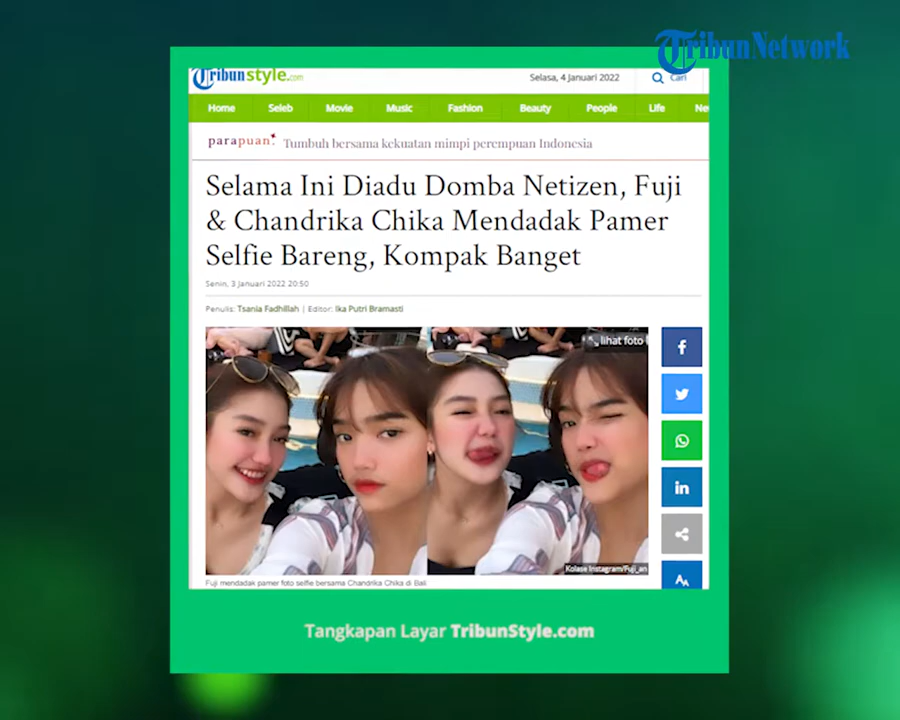 TribunNetwork
Tribunstyle.com
Selasa, 4 Januari 2022
Cari
Home Seleb Movie Music Fashion Beauty People Life Ne
parapuan. Tumbuh bersama kekuatan mimpi perempuan Indonesia
Selama Ini Diadu Domba Netizen, Fuji
& Chandrika Chika Mendadak Pamer
Selfie Bareng, Kompak Banget
Senin, 3 Januari 2022 20:50
Penulis: Tsania Fadhillah | Editor: Ika Putri Bramasti
lihat foto
Kolase Instagram/Fuji_an
Fuji mendadak pamer foto selfie bersama Chandrika Chika di Bali
Tangkapan Layar TribunStyle.com